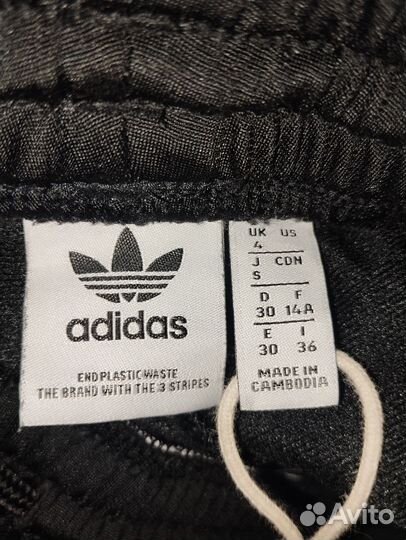 adidas
END PLASTIC WASTE
THE BRAND WITH THE 3 STRIPES
UK US
4
J CDN
S
D F
30 14A
E I
30 36
MADE IN
CAMBODIA
Avito